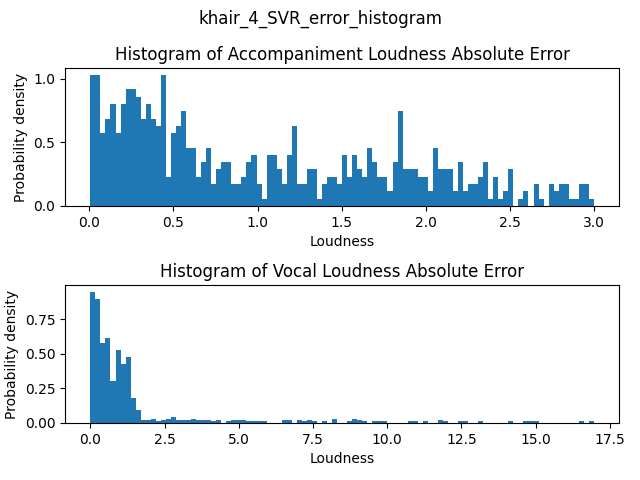 khair_4_SVR_error_histogram
Histogram of Accompaniment Loudness Absolute Error
Probability density
1.0
0.5
0.0
0.0 0.5 1.0 1.5 2.0 2.5 3.0
Loudness
Histogram of Vocal Loudness Absolute Error
Probability density
0.75
0.50
0.25
0.00
0.0 2.5 5.0 7.5 10.0 12.5 15.0 17.5
Loudness